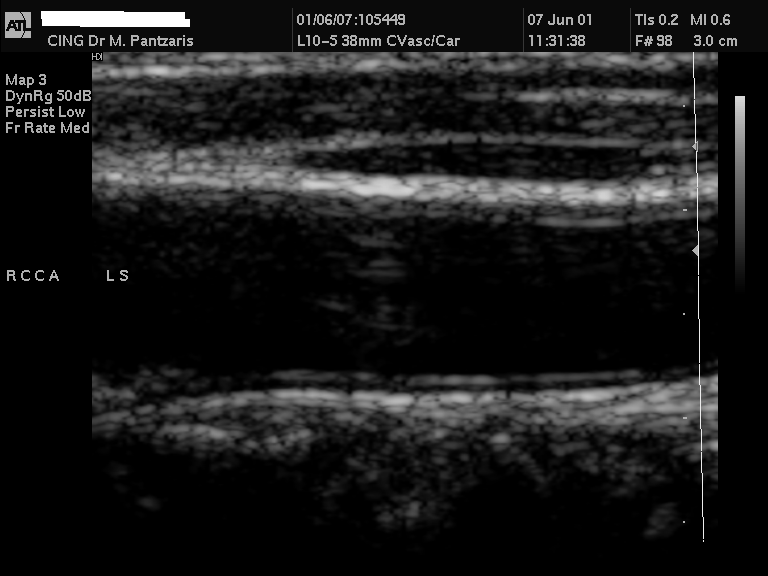 ATL
01/06/07:105449
07 Jun 01
TIs 0.2 MI 0.6
CING Dr M. Pantzaris
L10-5 38mm CVasc/Car
11:31:38
F# 98 3.0 cm
HDI
Map 3
DynRg 50dB
Persist Low
Fr Rate Med
RCCA LS